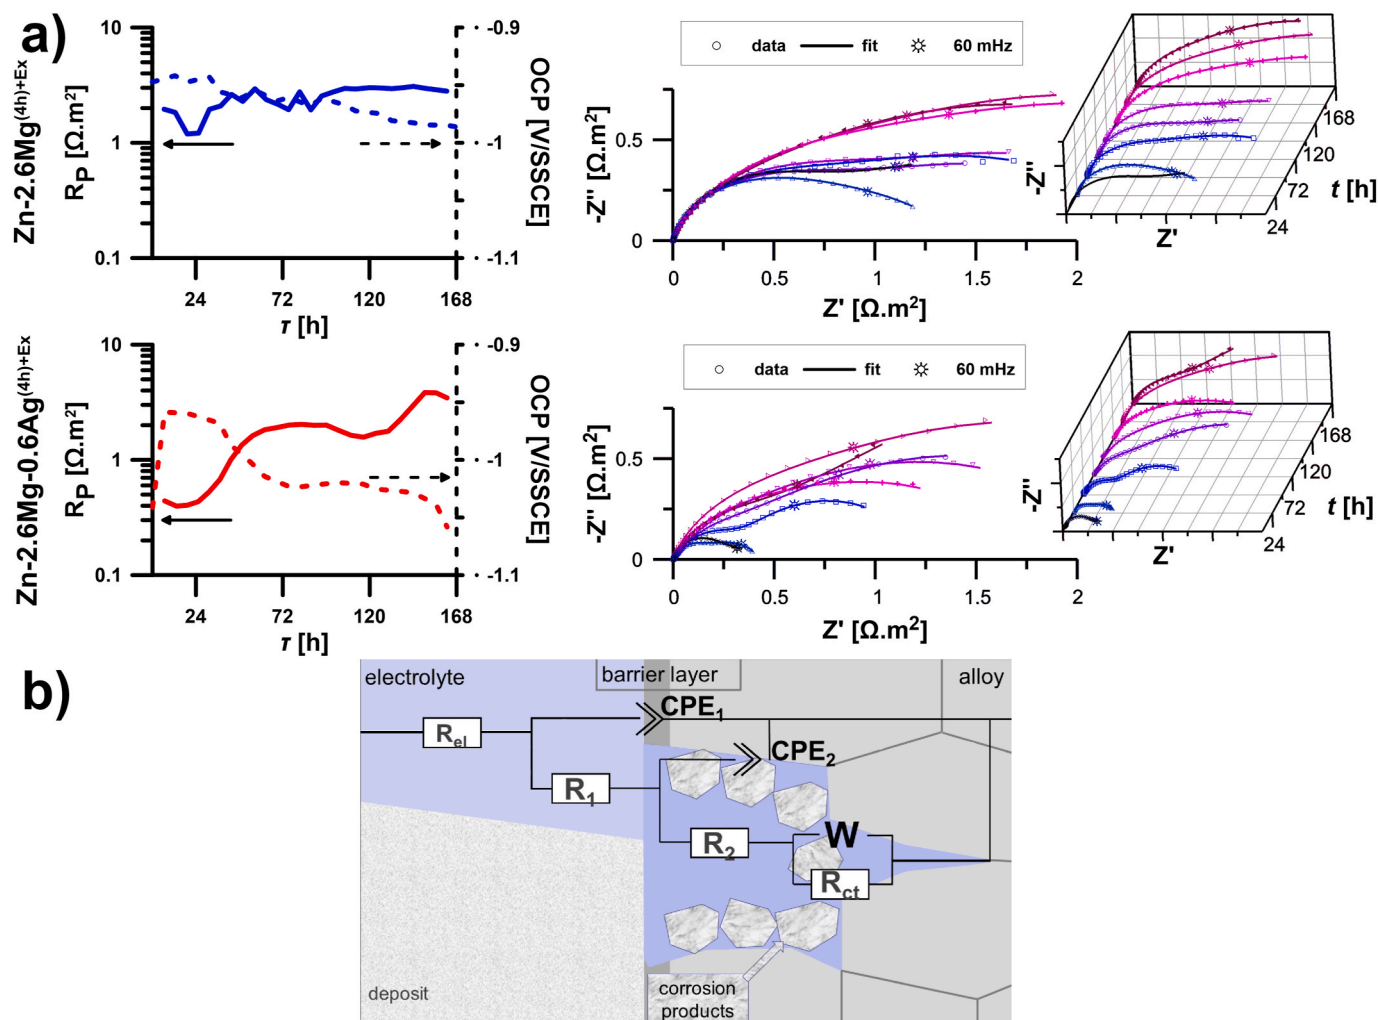 a)
Zn-2.6Mg(4h)+Ex
Rp [Ω.m²]
10
1
0.1
24 72 120 168
τ [h]
-0.9
-1
-1.1
OCP [V/SSCE]
data fit 60 mHz
-Z'' [Ω.m²]
0.5
0
0 0.5 1 1.5 2
Z' [Ω.m²]
-Z''
Z'
24 72 120 168
t [h]
Zn-2.6Mg-0.6Ag(4h)+Ex
Rp [Ω.m²]
10
1
0.1
24 72 120 168
τ [h]
-0.9
-1
-1.1
OCP [V/SSCE]
data fit 60 mHz
-Z'' [Ω.m²]
0.5
0
0 0.5 1 1.5 2
Z' [Ω.m²]
-Z''
Z'
24 72 120 168
t [h]
b)
electrolyte
barrier layer
alloy
CPE₁
Rel
CPE₂
R₁
W
R₂
Rct
deposit
corrosion
products